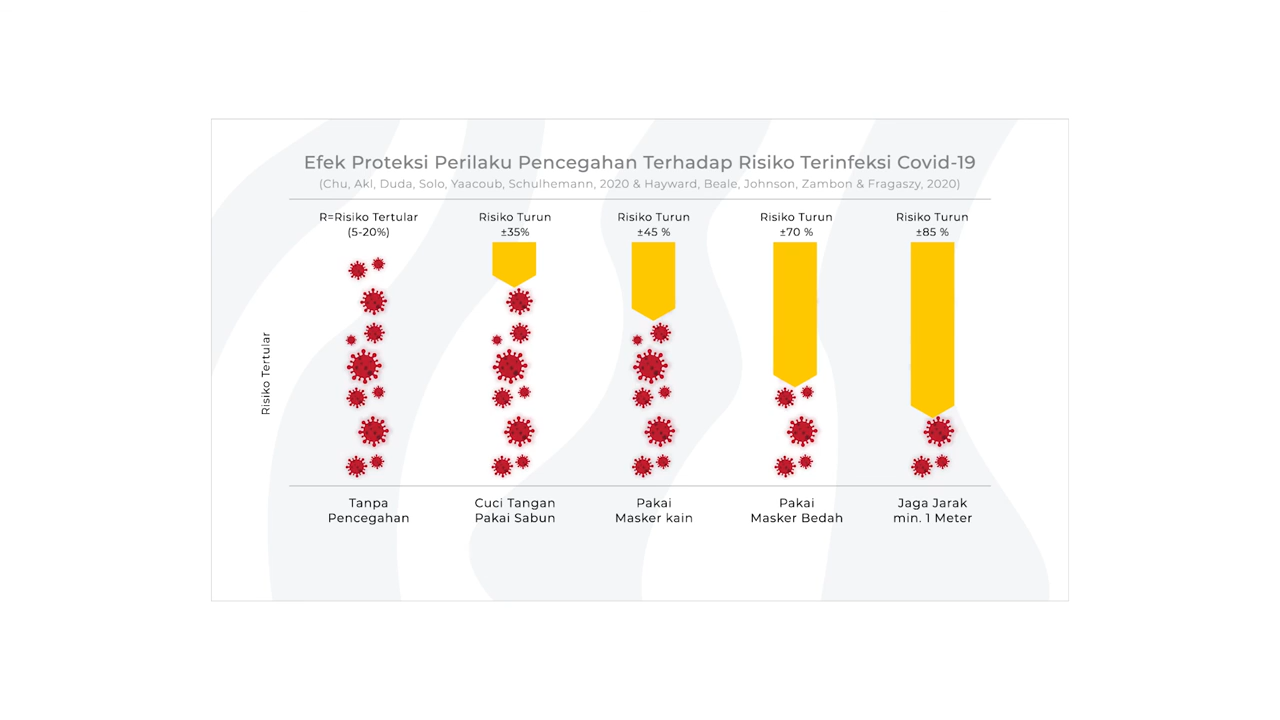 Efek Proteksi Perilaku Pencegahan Terhadap Risiko Terinfeksi Covid-19
(Chu, Akl, Duda, Solo, Yaacoub, Schulhemann, 2020 & Hayward, Beale, Johnson, Zambon & Fragaszy, 2020)
R=Risiko Tertular
(5-20%)
Risiko Turun
±35%
Risiko Turun
±45 %
Risiko Turun
±70 %
Risiko Turun
±85 %
Risiko Tertular
Tanpa
Pencegahan
Cuci Tangan
Pakai Sabun
Pakai
Masker kain
Pakai
Masker Bedah
Jaga Jarak
min. 1 Meter